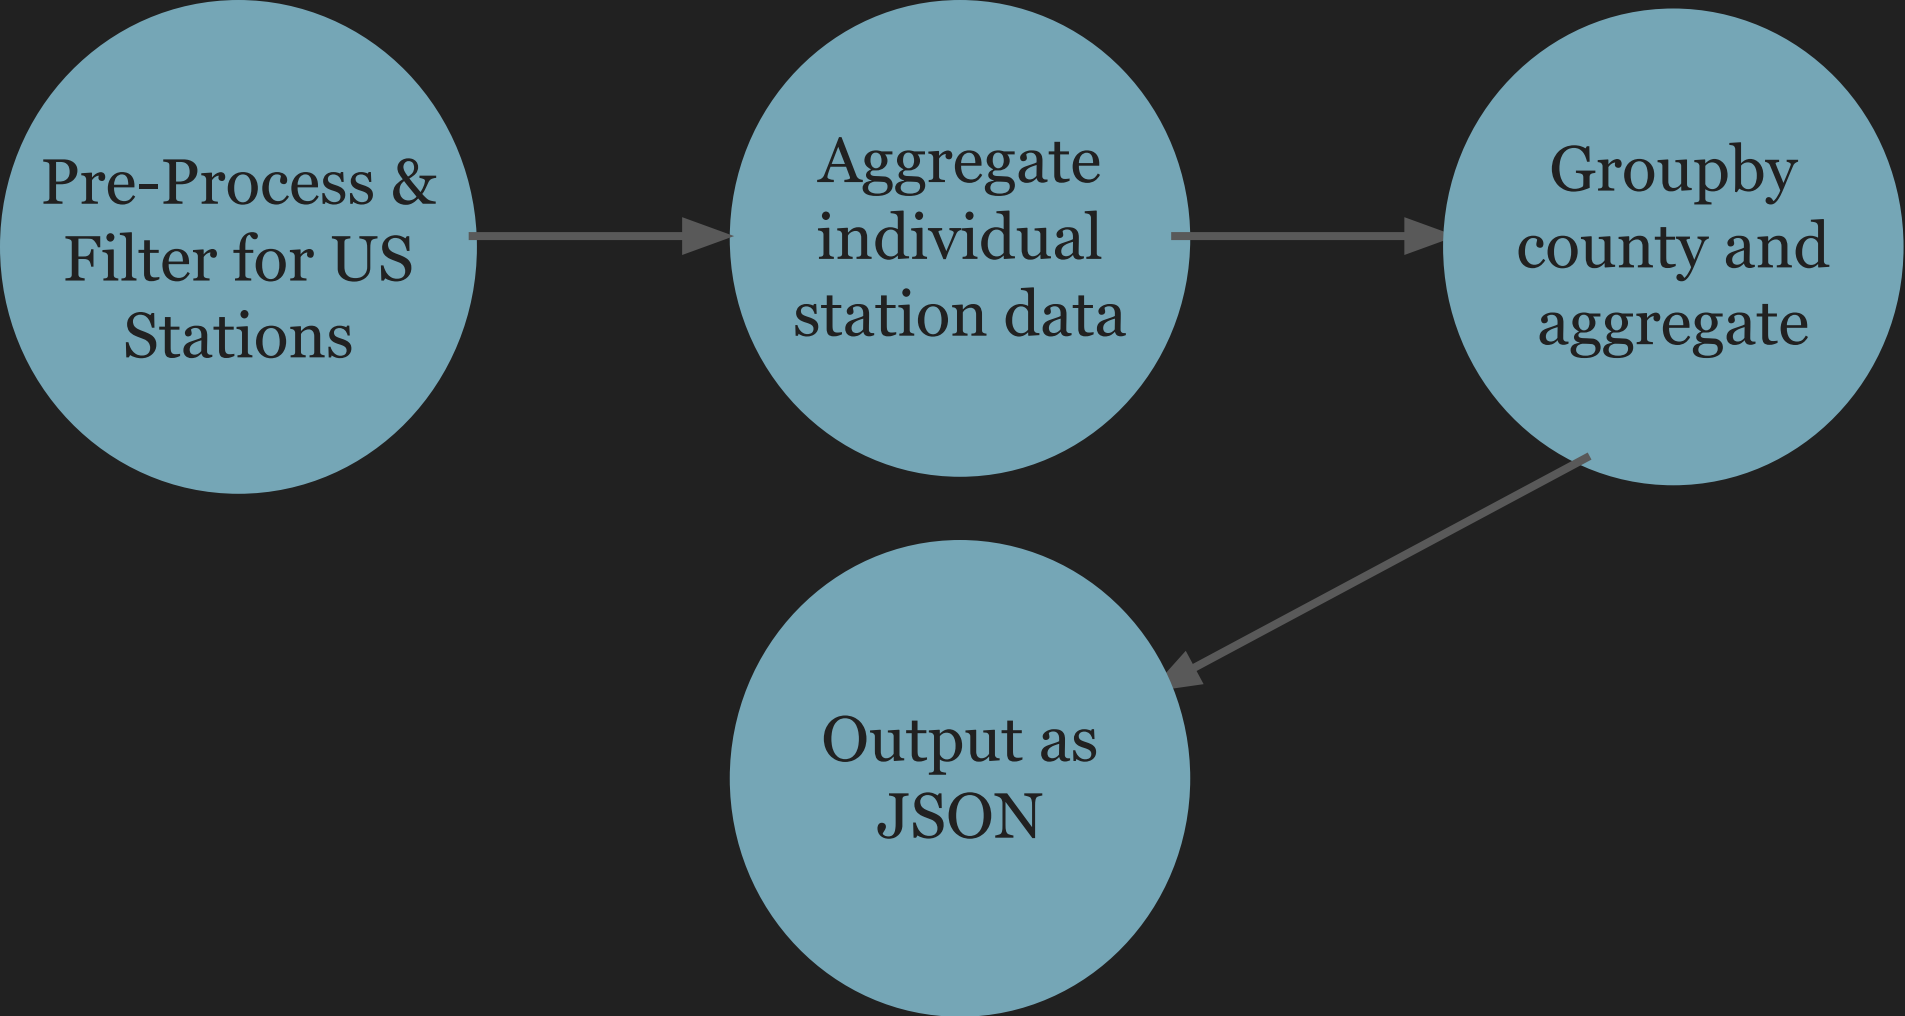 Pre-Process &
Filter for US
Stations
Aggregate
individual
station data
Groupby
county and
aggregate
Output as
JSON